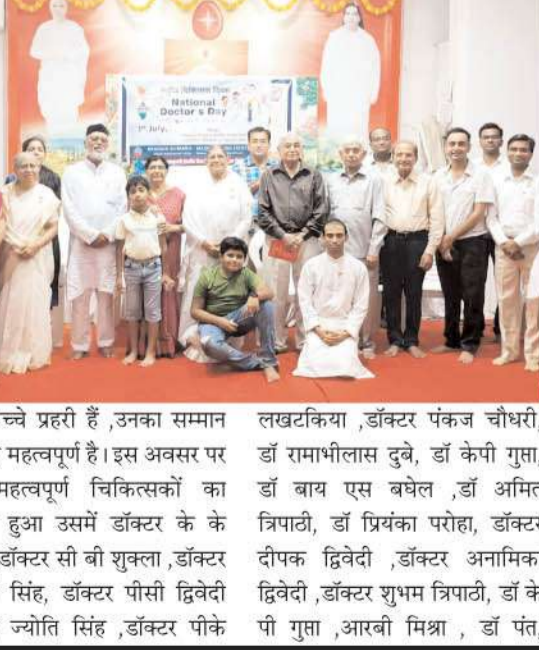 National
Doctor's Day
1st July,
च्चे प्रहरी हैं ,उनका सम्मान
महत्वपूर्ण है। इस अवसर पर
महत्वपूर्ण चिकित्सकों का
हुआ उसमें डॉक्टर के के
डॉक्टर सी बी शुक्ला ,डॉक्टर
सिंह, डॉक्टर पीसी द्विवेदी
ज्योति सिंह ,डॉक्टर पीके
लखटकिया ,डॉक्टर पंकज चौधरी,
डॉ रामाभीलास दुबे, डॉ केपी गुप्ता,
डॉ बाय एस बघेल ,डॉ अमित
त्रिपाठी, डॉ प्रियंका परोहा, डॉक्टर
दीपक द्विवेदी ,डॉक्टर अनामिक
द्विवेदी ,डॉक्टर शुभम त्रिपाठी, डॉ के
पी गुप्ता ,आरबी मिश्रा , डॉ पंत,